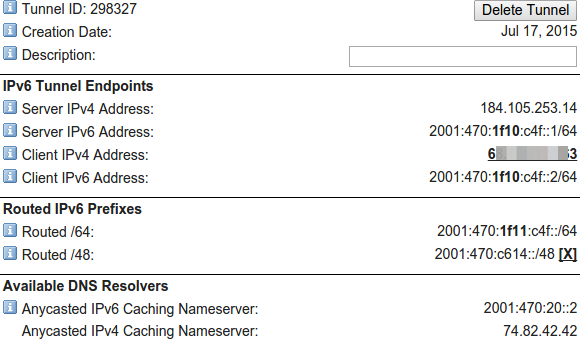 Tunnel ID: 298327 Delete Tunnel
Creation Date: Jul 17, 2015
Description:
IPv6 Tunnel Endpoints
Server IPv4 Address: 184.105.253.14
Server IPv6 Address: 2001:470:1f10:c4f::1/64
Client IPv4 Address:
Client IPv6 Address: 2001:470:1f10:c4f::2/64
Routed IPv6 Prefixes
Routed /64: 2001:470:1f11:c4f::/64
Routed /48: 2001:470:c614::/48 [X]
Available DNS Resolvers
Anycasted IPv6 Caching Nameserver: 2001:470:20::2
Anycasted IPv4 Caching Nameserver: 74.82.42.42